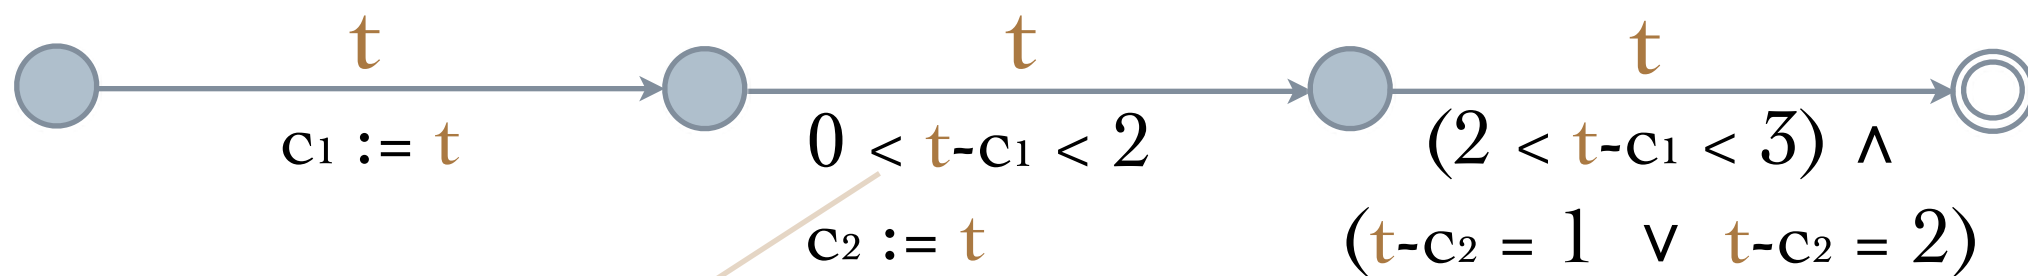 t t t
c₁ := t 0 < t-c₁ < 2 (2 < t-c₁ < 3) ∧
c₂ := t (t-c₂ = 1 ∨ t-c₂ = 2)